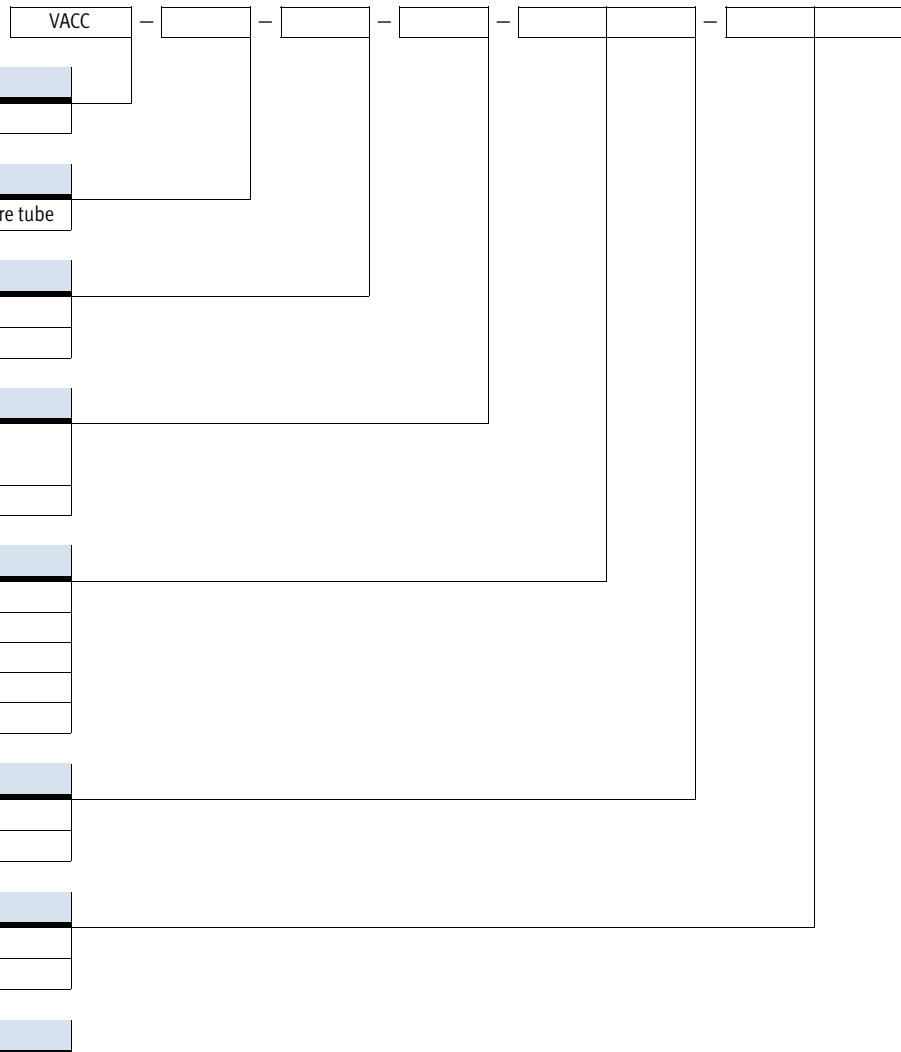 VACC – – – – –
re tube